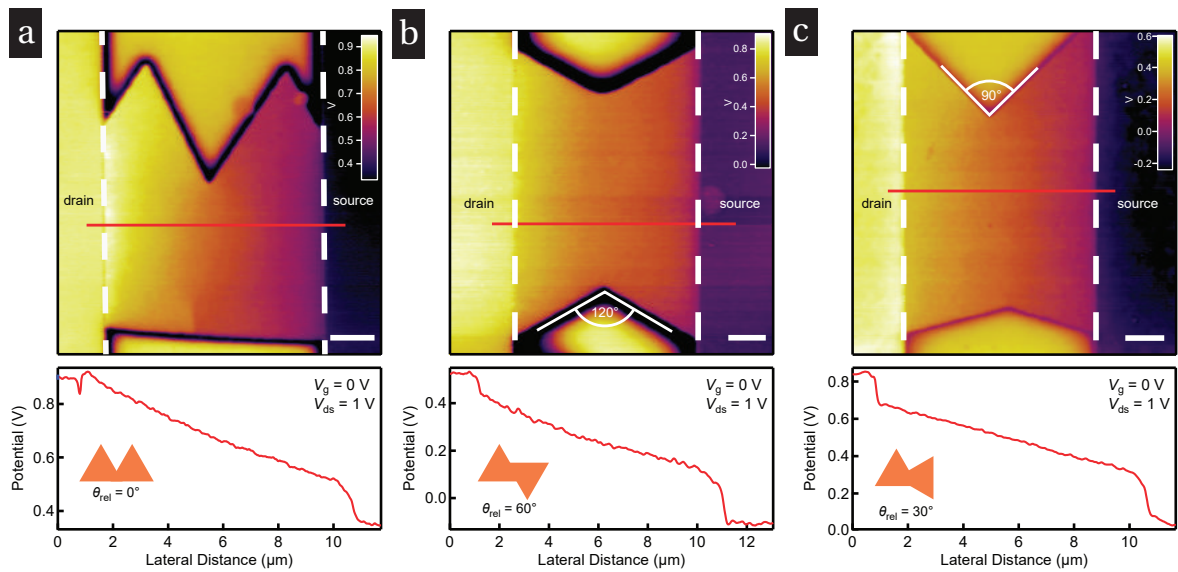 a
0.9
0.8
0.7
0.6
0.5
0.4
V
drain
source
0.8
0.6
0.4
Potential (V)
Vg = 0 V
Vds = 1 V
θrel = 0°
0 2 4 6 8 10
Lateral Distance (µm)
b
0.8
0.6
0.4
0.2
0.0
V
drain
source
120°
0.4
0.2
0.0
Potential (V)
Vg = 0 V
Vds = 1 V
θrel = 60°
0 2 4 6 8 10 12
Lateral Distance (µm)
c
0.6
0.4
0.2
0.0
-0.2
V
90°
drain
source
0.8
0.6
0.4
0.2
0.0
Potential (V)
Vg = 0 V
Vds = 1 V
θrel = 30°
0 2 4 6 8 10
Lateral Distance (µm)